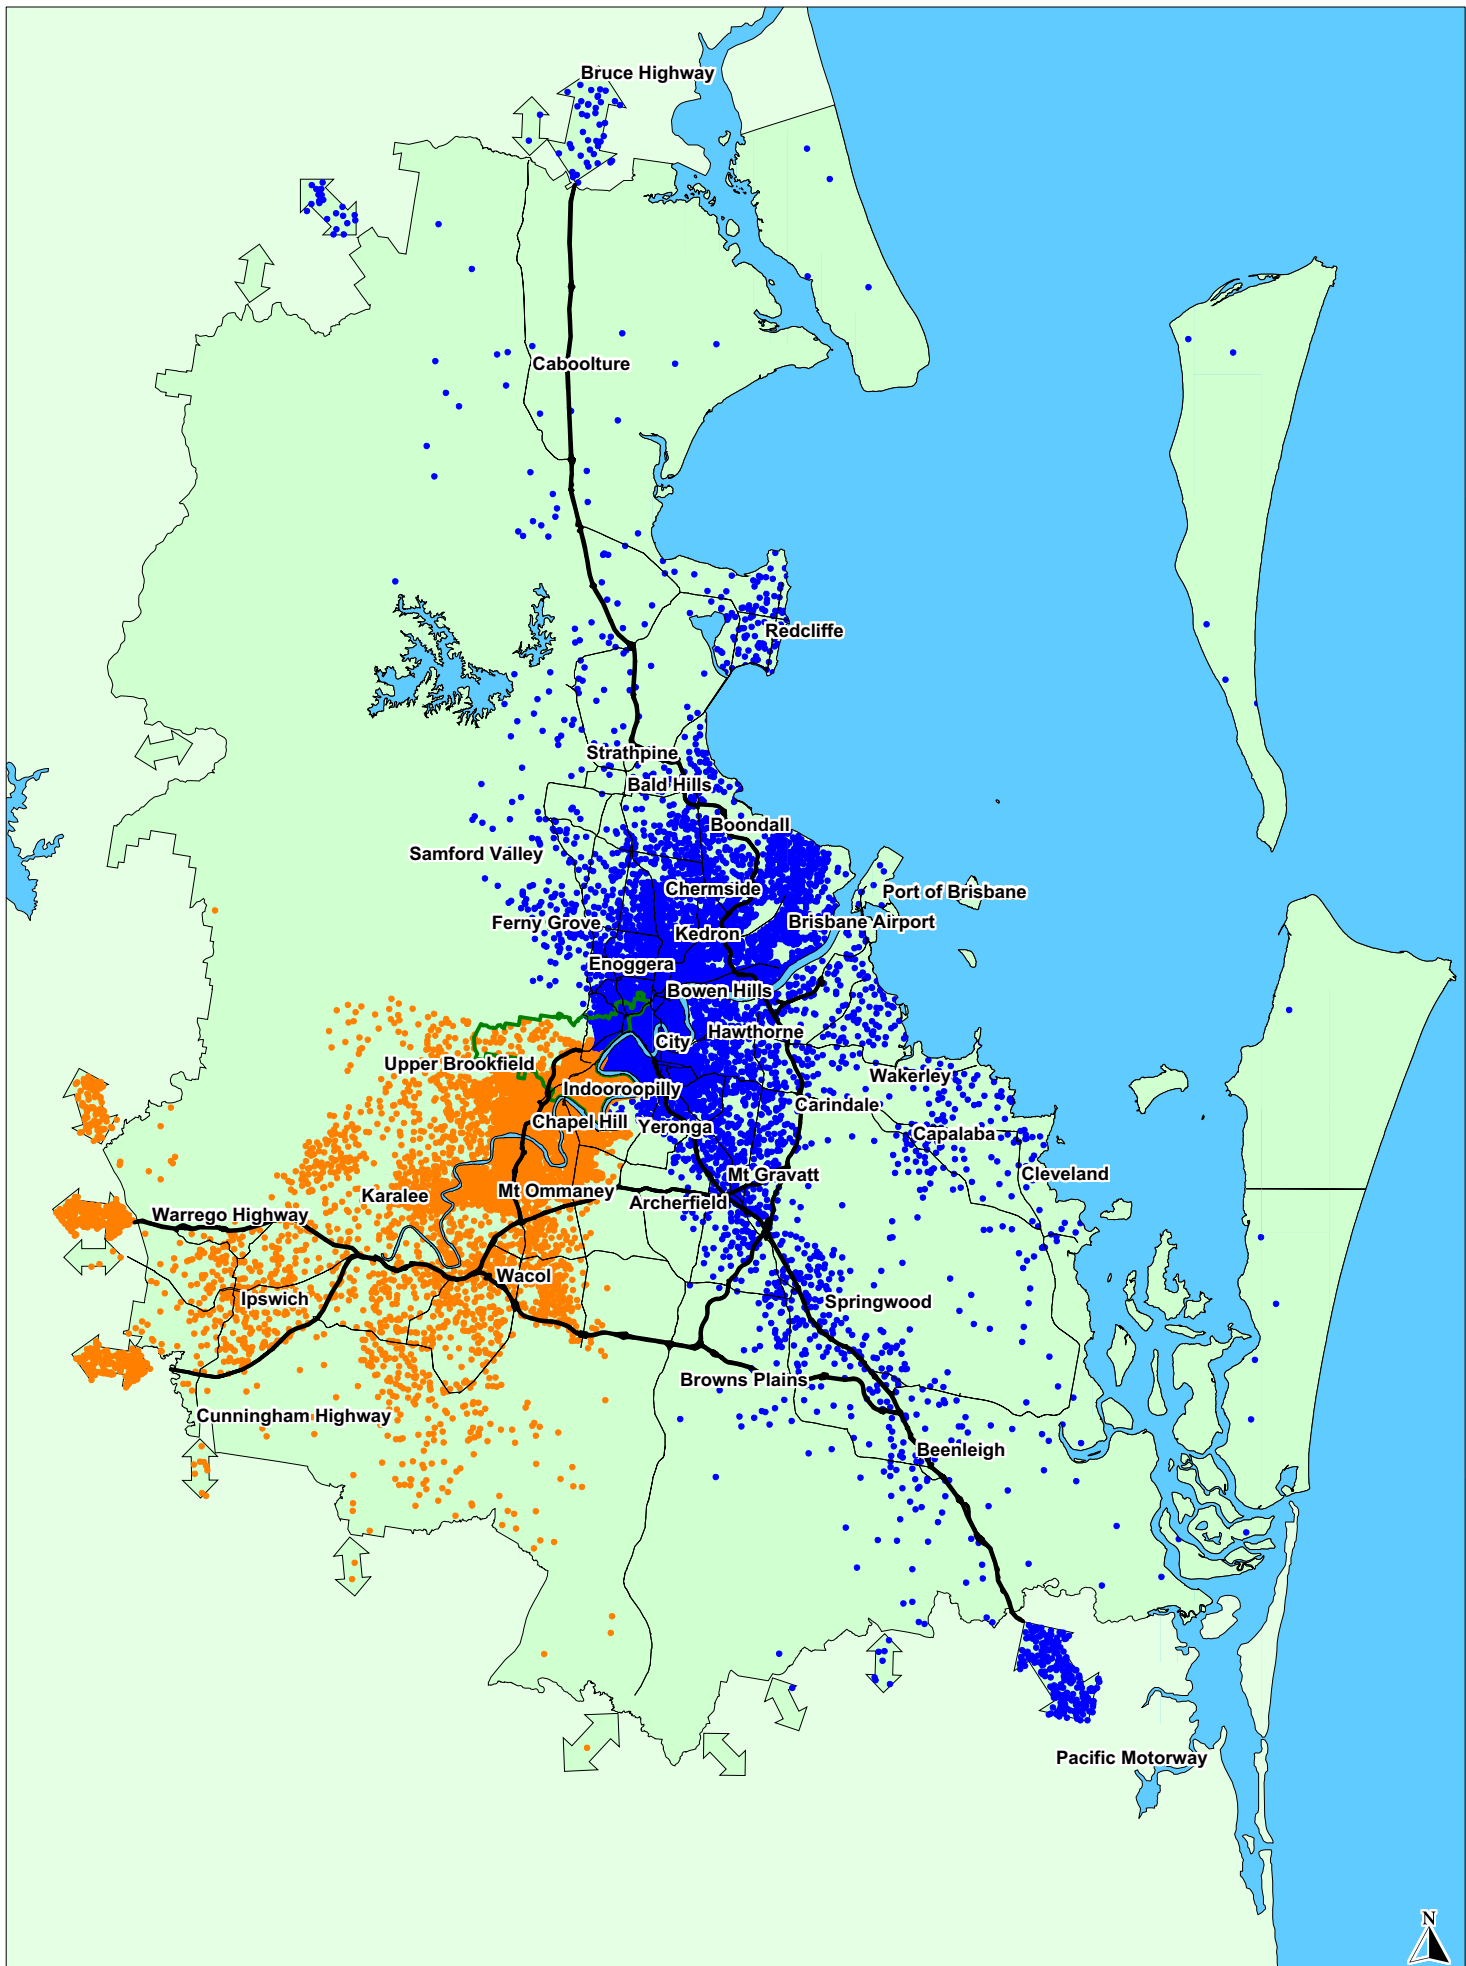 Bruce Highway
Caboolture
Redcliffe
Strathpine
Bald Hills
Boondall
Samford Valley
Chermside
Port of Brisbane
Ferny Grove
Brisbane Airport
Kedron
Enoggera
Bowen Hills
Hawthorne
City
Upper Brookfield
Wakerley
Indooroopilly
Carindale
Chapel Hill
Yeronga
Capalaba
Mt Gravatt
Cleveland
Karalee
Mt Ommaney
Archerfield
Warrego Highway
Wacol
Ipswich
Springwood
Browns Plains
Cunningham Highway
Beenleigh
Pacific Motorway
N